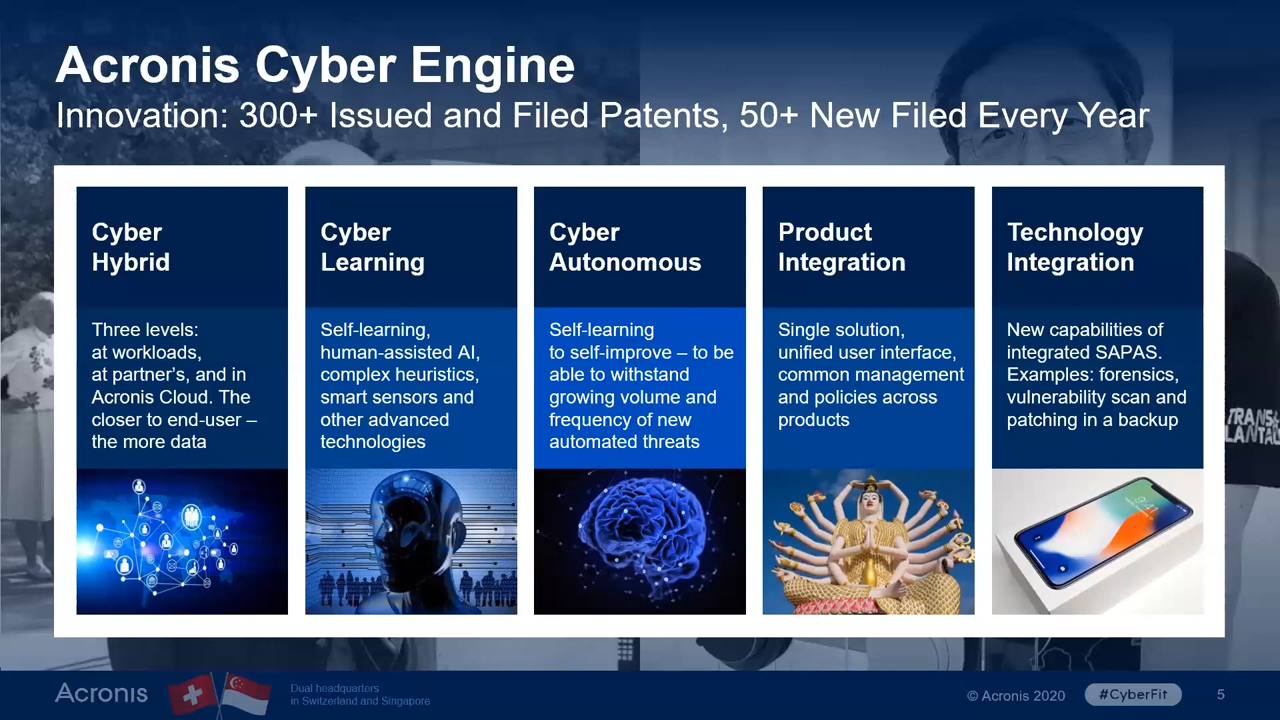 Acronis Cyber Engine
Innovation: 300+ Issued and Filed Patents, 50+ New Filed Every Year
Cyber
Hybrid
Three levels:
at workloads,
at partner's, and in
Acronis Cloud. The
closer to end-user –
the more data
Cyber
Learning
Self-learning,
human-assisted AI,
complex heuristics,
smart sensors and
other advanced
technologies
Cyber
Autonomous
Self-learning
to self-improve – to be
able to withstand
growing volume and
frequency of new
automated threats
Product
Integration
Single solution,
unified user interface,
common management
and policies across
products
Technology
Integration
New capabilities of
integrated SAPAS.
Examples: forensics,
vulnerability scan and
patching in a backup
Acronis
Dual headquarters
in Switzerland and Singapore
© Acronis 2020
#CyberFit
5